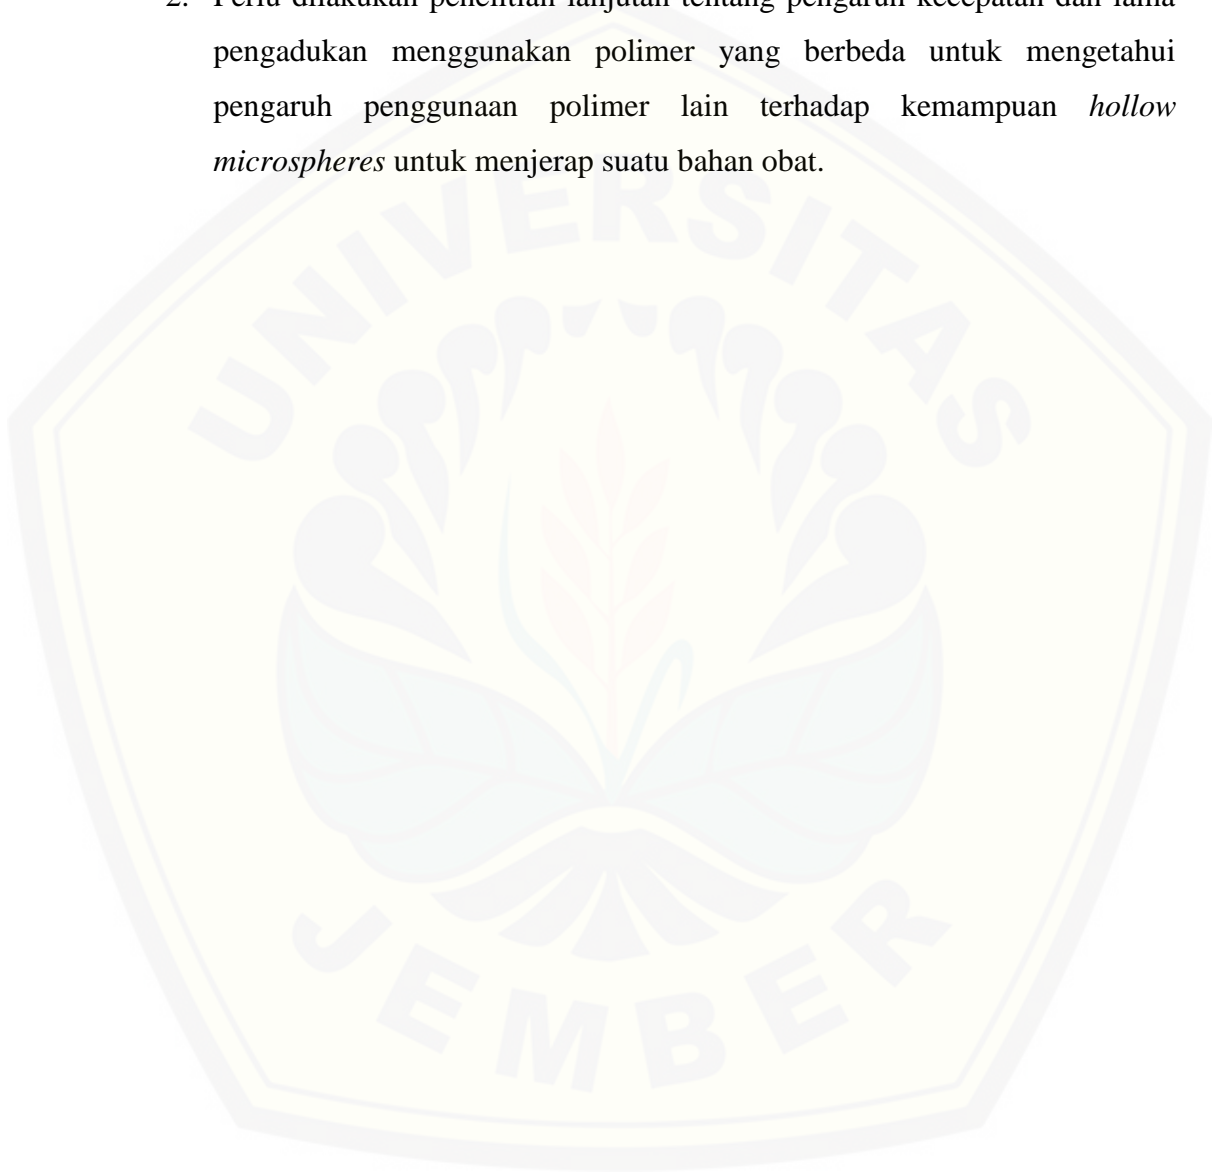 2. Perlu dilakukan penelitian lanjutan tentang pengaruh kecepatan dan lama
pengadukan menggunakan polimer yang berbeda untuk mengetahui
pengaruh penggunaan polimer lain terhadap kemampuan hollow
microspheres untuk menjerap suatu bahan obat.
UNIVERSITAS
JEMBER